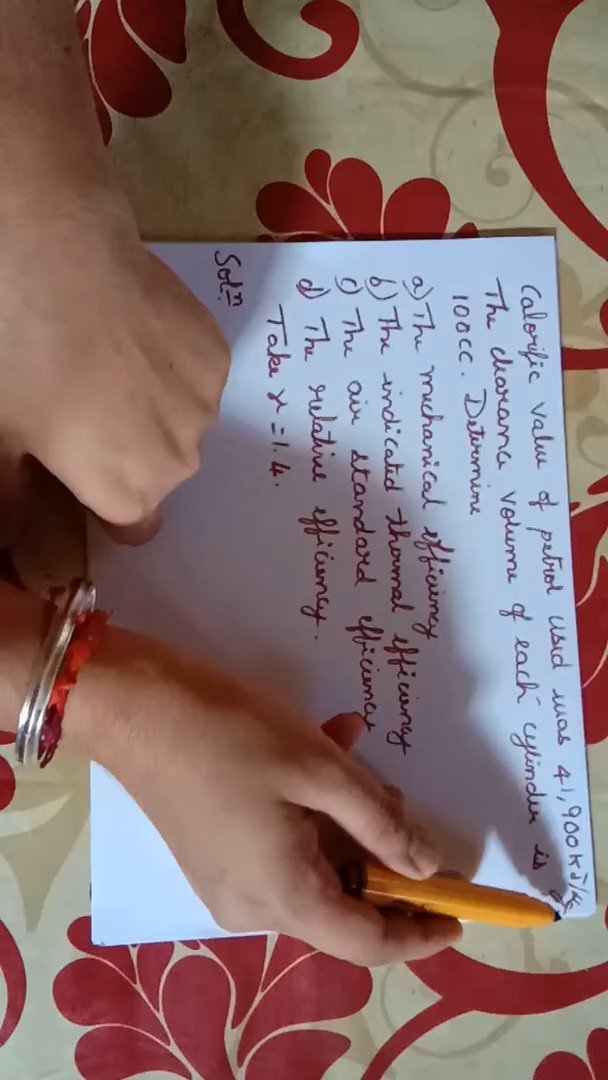 Calorific value of petrol used was 41,900 kJ/kg
The clearance volume of each cylinder is
100cc. Determine
a) The mechanical efficiency
b) The indicated thermal efficiency
c) The air standard efficiency
d) The relative efficiency.
Take γ = 1.4.
Solⁿ: